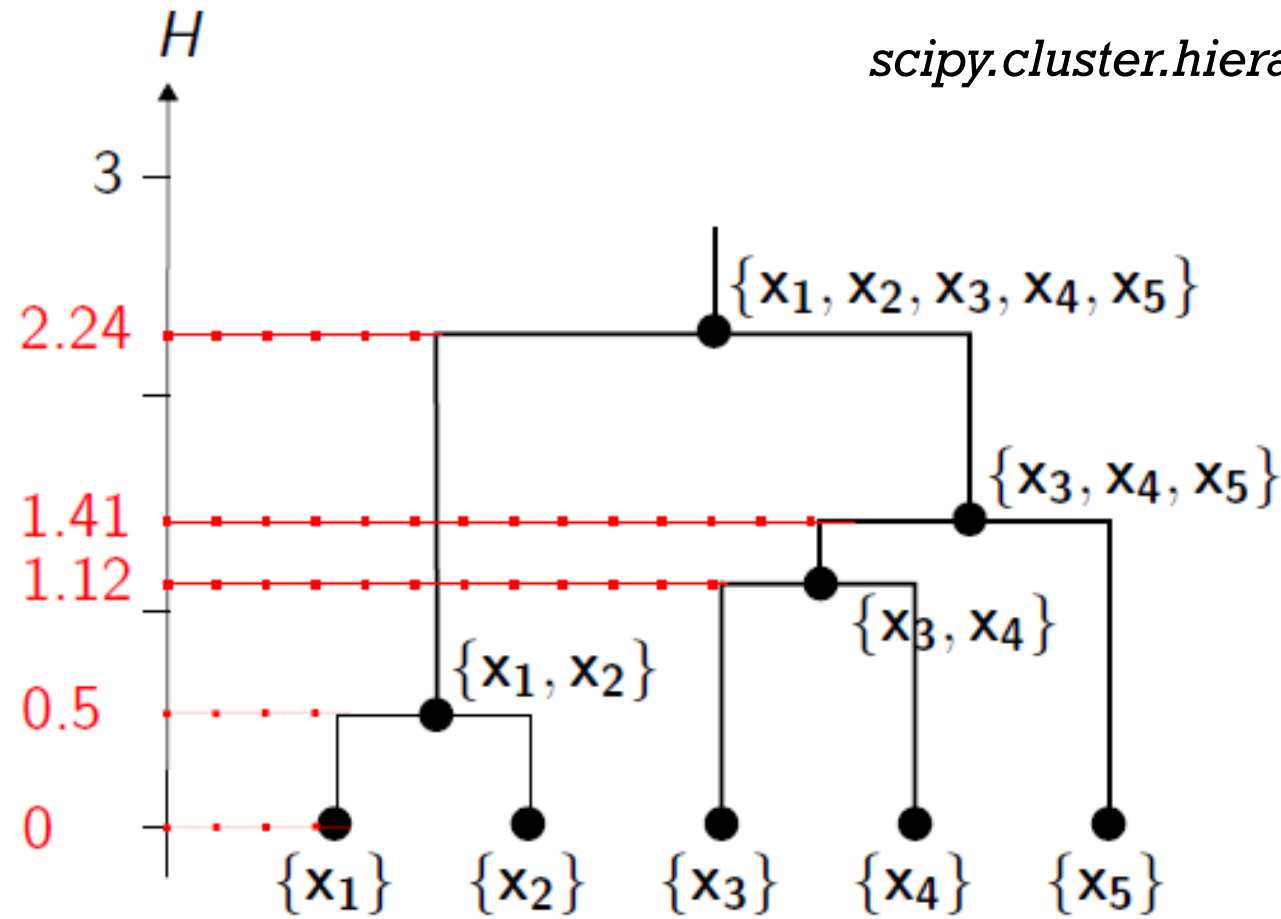 H
scipy.cluster.hiera
3
{x₁, x₂, x₃, x₄, x₅}
2.24
{x₃, x₄, x₅}
1.41
1.12
{x₃, x₄}
{x₁, x₂}
0.5
0
{x₁} {x₂} {x₃} {x₄} {x₅}